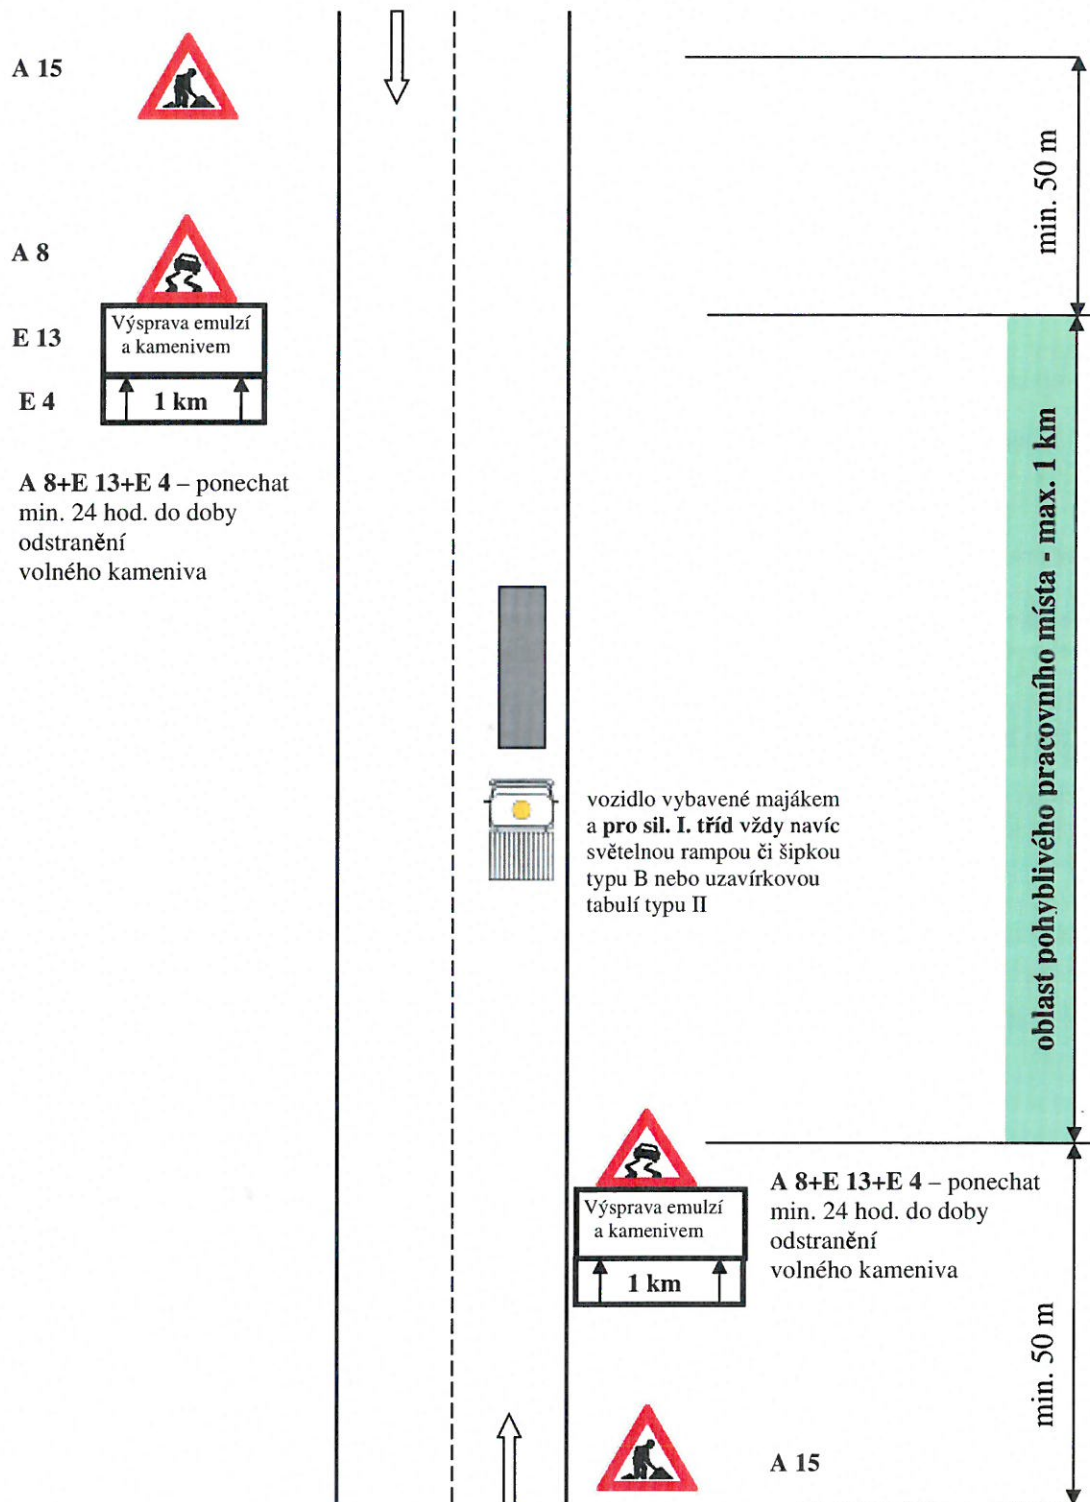 A 15
min. 50 m
A 8
E 13
Výsprava emulzí
a kamenivem
E 4
1 km
A 8+E 13+E 4 – ponechat
min. 24 hod. do doby
odstranění
volného kameniva
oblast pohyblivého pracovního místa - max. 1 km
vozidlo vybavené majákem
a pro sil. I. tříd vždy navíc
světelnou rampou či šipkou
typu B nebo uzavírkovou
tabulí typu II
Výsprava emulzí
a kamenivem
1 km
A 8+E 13+E 4 – ponechat
min. 24 hod. do doby
odstranění
volného kameniva
min. 50 m
A 15